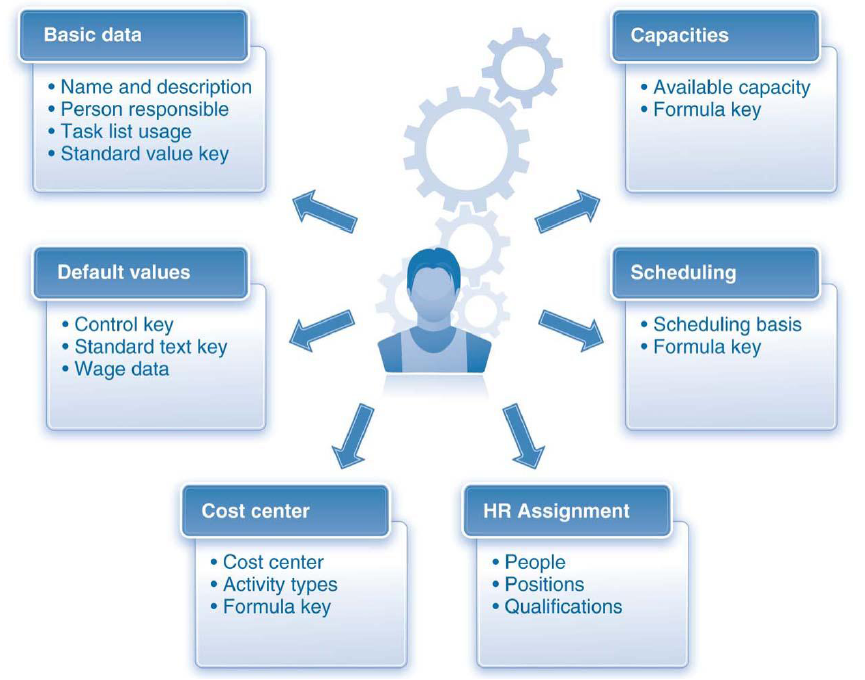 Basic data
• Name and description
• Person responsible
• Task list usage
• Standard value key
Capacities
• Available capacity
• Formula key
Default values
• Control key
• Standard text key
• Wage data
Scheduling
• Scheduling basis
• Formula key
Cost center
• Cost center
• Activity types
• Formula key
HR Assignment
• People
• Positions
• Qualifications